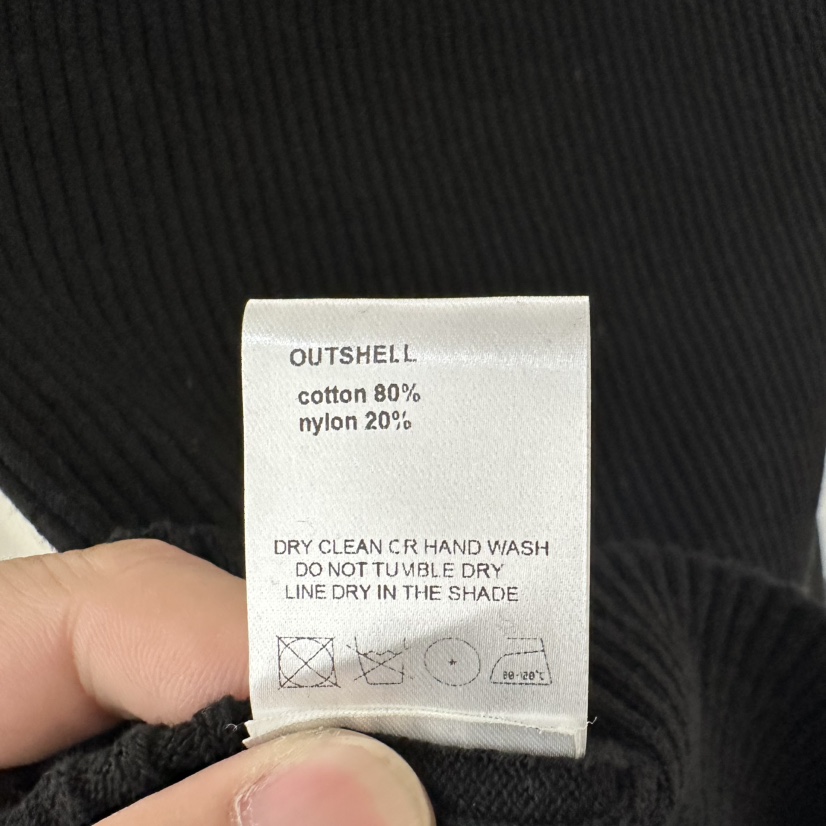 OUTSHELL
cotton 80%
nylon 20%
DRY CLEAN OR HAND WASH
DO NOT TUMBLE DRY
LINE DRY IN THE SHADE
80-120°C